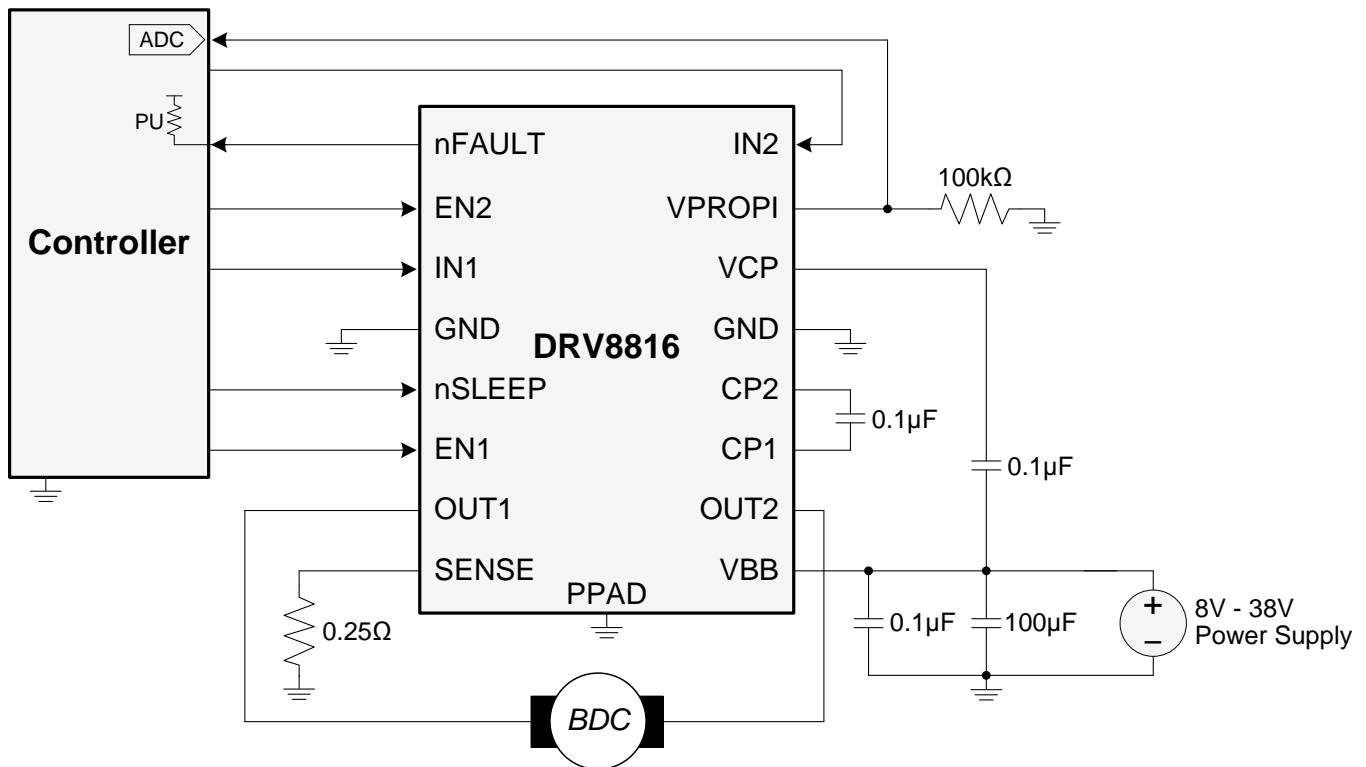 ADC
PU
nFAULT
IN2
100kΩ
EN2
VPROPI
Controller
IN1
VCP
GND
DRV8816
GND
nSLEEP
CP2
0.1µF
EN1
CP1
0.1µF
OUT1
OUT2
SENSE
VBB
PPAD
0.25Ω
0.1µF
100µF
+
–
8V - 38V
Power Supply
BDC